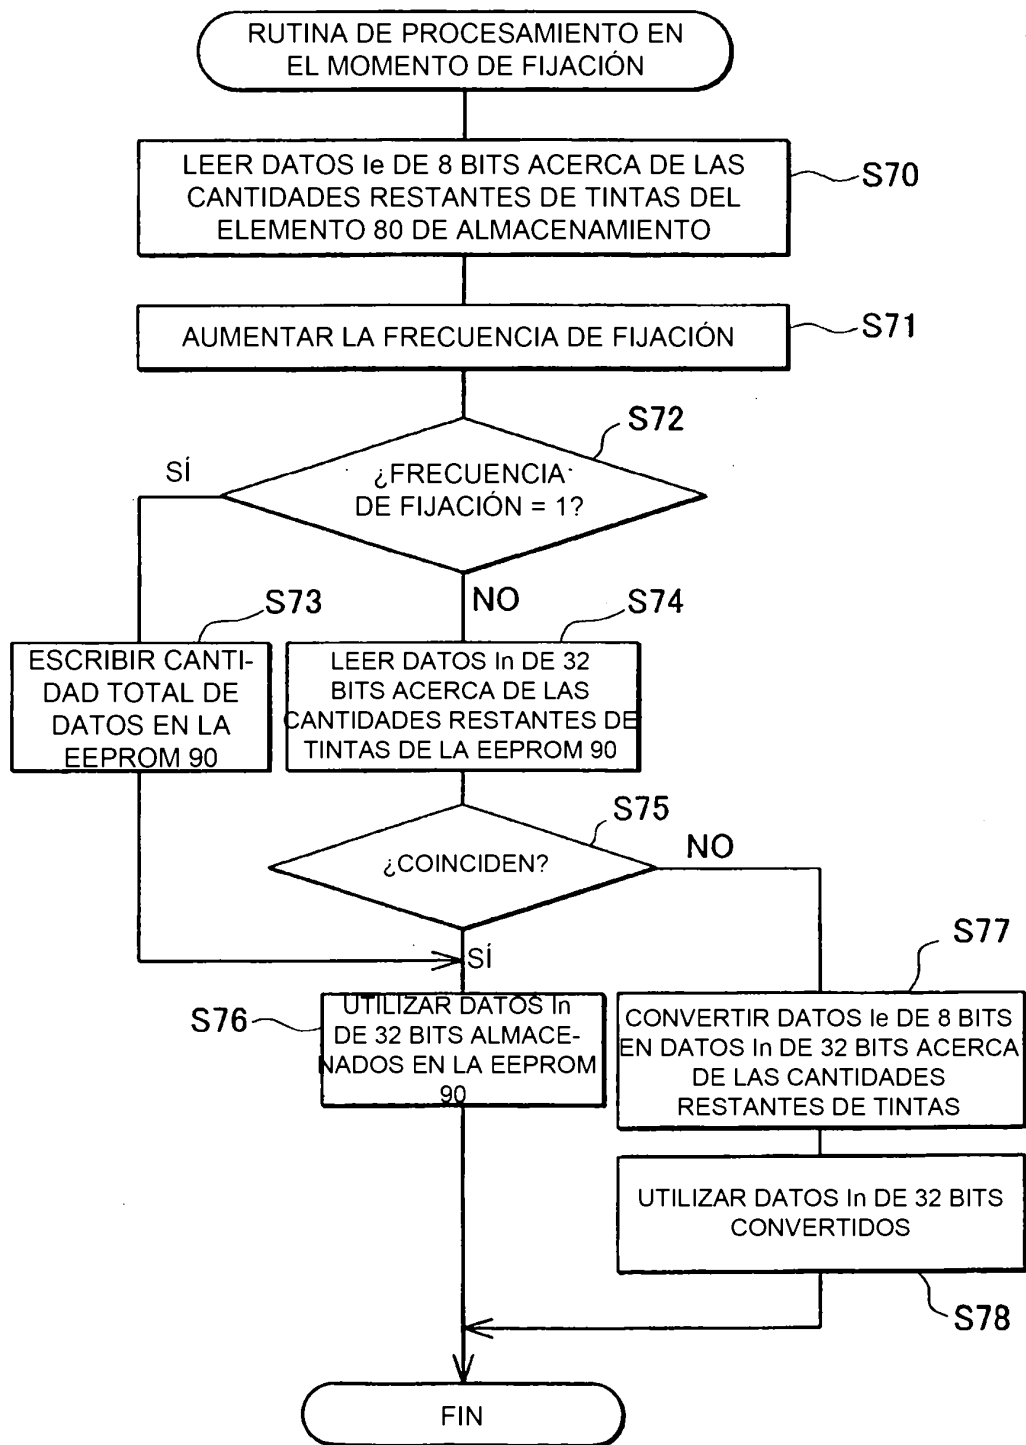 RUTINA DE PROCESAMIENTO EN
EL MOMENTO DE FIJACIÓN
LEER DATOS Ie DE 8 BITS ACERCA DE LAS
CANTIDADES RESTANTES DE TINTAS DEL
ELEMENTO 80 DE ALMACENAMIENTO
S70
AUMENTAR LA FRECUENCIA DE FIJACIÓN
S71
S72
¿FRECUENCIA
DE FIJACIÓN = 1?
SÍ
NO
S73
ESCRIBIR CANTI-
DAD TOTAL DE
DATOS EN LA
EEPROM 90
S74
LEER DATOS In DE 32
BITS ACERCA DE LAS
CANTIDADES RESTANTES DE
TINTAS DE LA EEPROM 90
S75
¿COINCIDEN?
NO
SÍ
S76
UTILIZAR DATOS In
DE 32 BITS ALMACE-
NADOS EN LA EEPROM
90
S77
CONVERTIR DATOS Ie DE 8 BITS
EN DATOS In DE 32 BITS ACERCA
DE LAS CANTIDADES
RESTANTES DE TINTAS
UTILIZAR DATOS In DE 32 BITS
CONVERTIDOS
S78
FIN